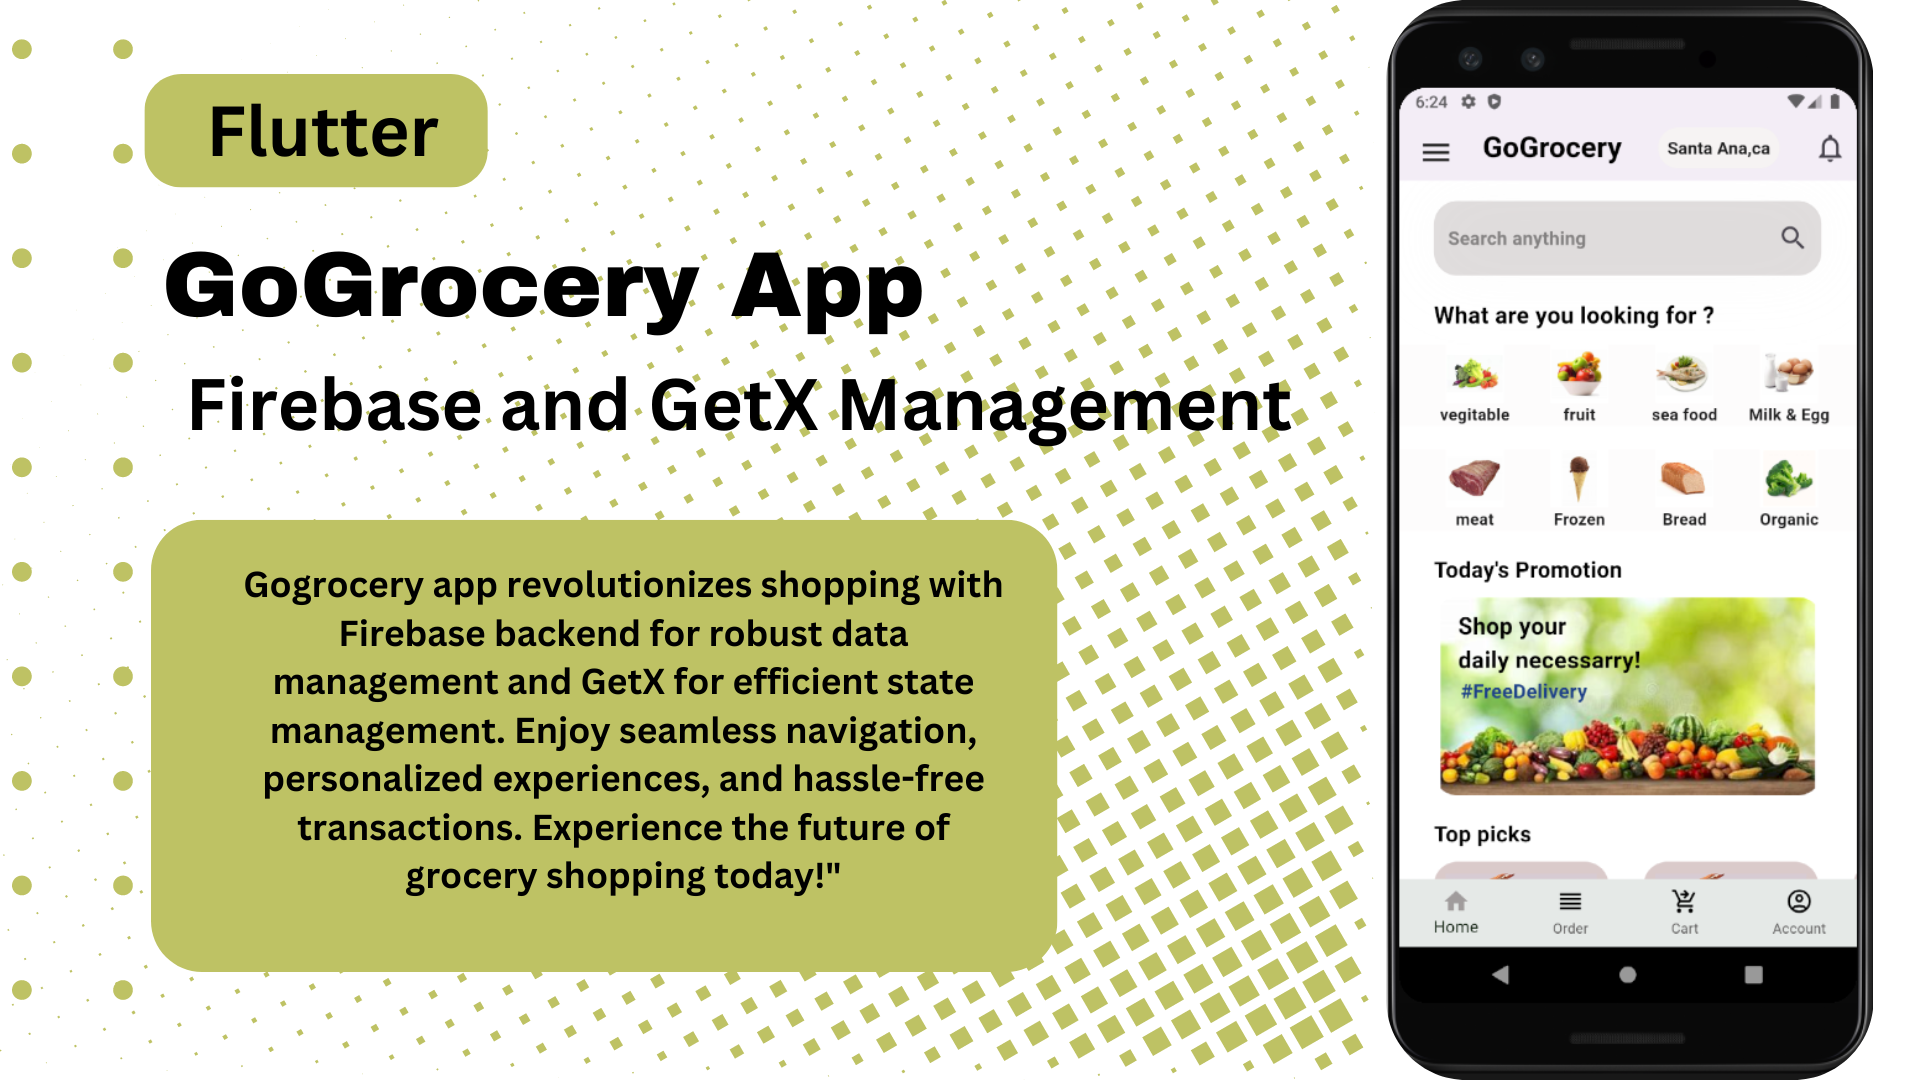 Flutter
GoGrocery App
Firebase and GetX Management
Gogrocery app revolutionizes shopping with
Firebase backend for robust data
management and GetX for efficient state
management. Enjoy seamless navigation,
personalized experiences, and hassle-free
transactions. Experience the future of
grocery shopping today!"
6:24
GoGrocery
Santa Ana,ca
Search anything
What are you looking for ?
vegitable fruit sea food Milk & Egg
meat Frozen Bread Organic
Today's Promotion
Shop your
daily necessarry!
#FreeDelivery
Top picks
Home Order Cart Account